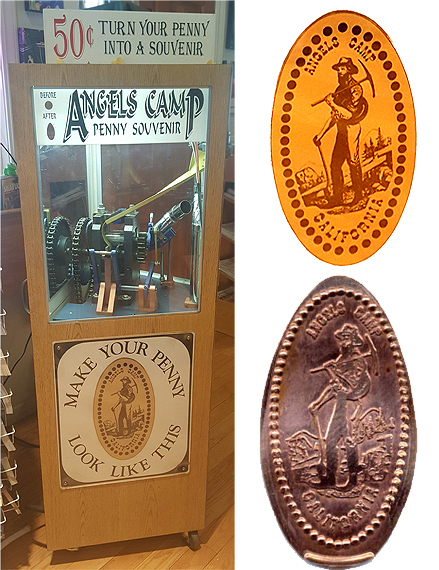 50¢ TURN YOUR PENNY
INTO A SOUVENIR
BEFORE
AFTER
ANGELS CAMP
PENNY SOUVENIR
MAKE YOUR PENNY
LOOK LIKE THIS
ANGELS CAMP
CALIFORNIA
ANGELS CAMP
CALIFORNIA